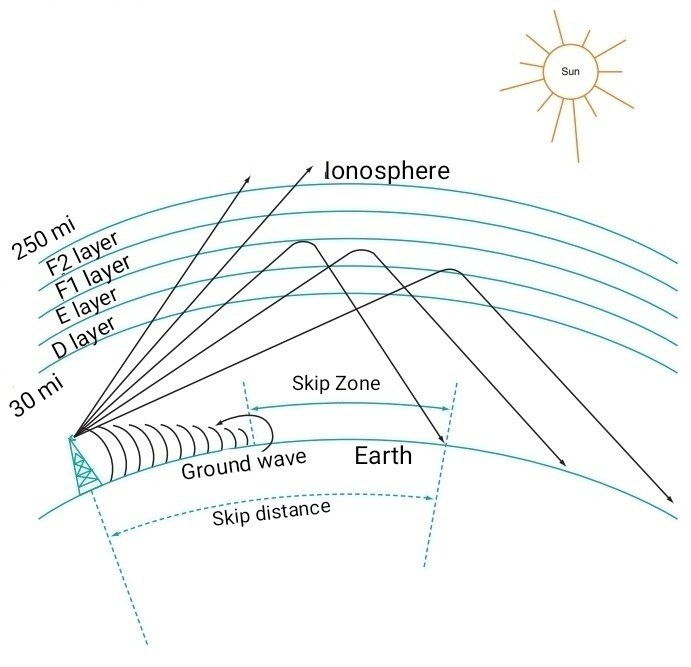 Sun
Ionosphere
250 mi
F2 layer
F1 layer
E layer
D layer
30 mi
Skip Zone
Ground wave
Earth
Skip distance